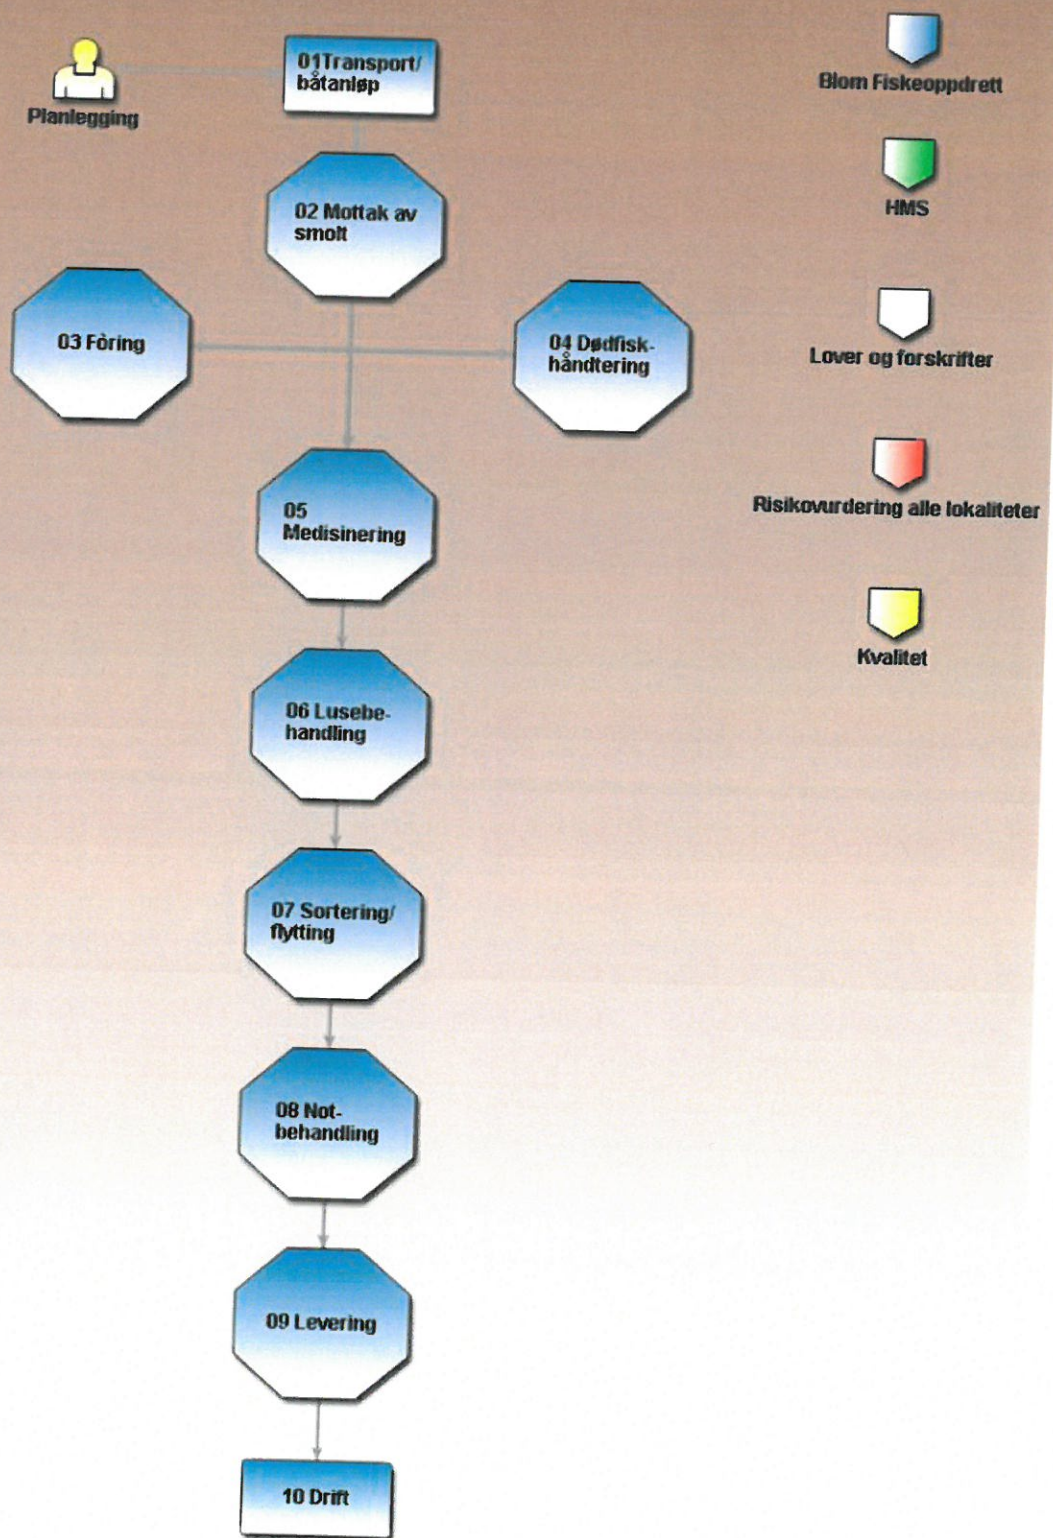 Planlegging
01Transport/
båtanløp
02 Mottak av
smolt
03 Fôring
04 Dødfisk-
håndtering
05
Medisinering
06 Lusebe-
handling
07 Sortering/
flytting
08 Not-
behandling
09 Levering
10 Drift
Blom Fiskeoppdrett
HMS
Lover og forskrifter
Risikovurdering alle lokaliteter
Kvalitet